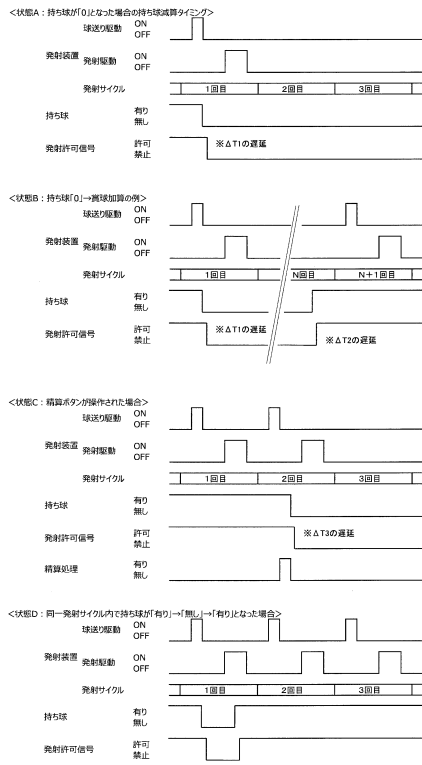 <状態A:持ち球が「0」となった場合の持ち球減算タイミング>
球送り駆動 ON
OFF
発射装置 発射駆動 ON
OFF
発射サイクル 1回目 2回目 3回目
持ち球 有り
無し
発射許可信号 許可
禁止
※ΔT1の遅延
<状態B:持ち球「0」→賞球加算の例>
球送り駆動 ON
OFF
発射装置 発射駆動 ON
OFF
発射サイクル 1回目 N回目 N+1回目
持ち球 有り
無し
発射許可信号 許可
禁止
※ΔT1の遅延 ※ΔT2の遅延
<状態C:精算ボタンが操作された場合>
球送り駆動 ON
OFF
発射装置 発射駆動 ON
OFF
発射サイクル 1回目 2回目 3回目
持ち球 有り
無し
発射許可信号 許可
禁止
※ΔT3の遅延
精算処理 有り
無し
<状態D:同一発射サイクル内で持ち球が「有り」→「無し」→「有り」となった場合>
球送り駆動 ON
OFF
発射装置 発射駆動 ON
OFF
発射サイクル 1回目 2回目 3回目
持ち球 有り
無し
発射許可信号 許可
禁止